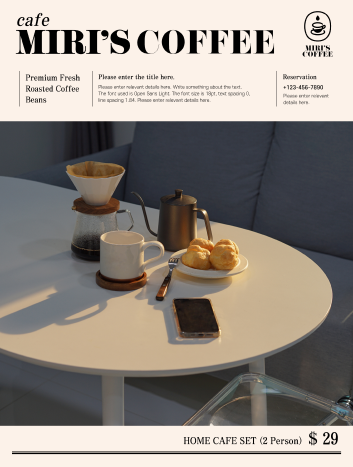 cafe
MIRI'S COFFEE
MIRI'S
COFFEE
Premium Fresh
Roasted Coffee
Beans
Please enter the title here.
Please enter relevant details here. Write something about the text.
The font used is Open Sans Light. The font size is 18pt, text spacing 0,
line spacing 1.84. Please enter relevant details here.
Reservation
+123-456-7890
Please enter relevant
details here.
HOME CAFE SET (2 Person) $ 29